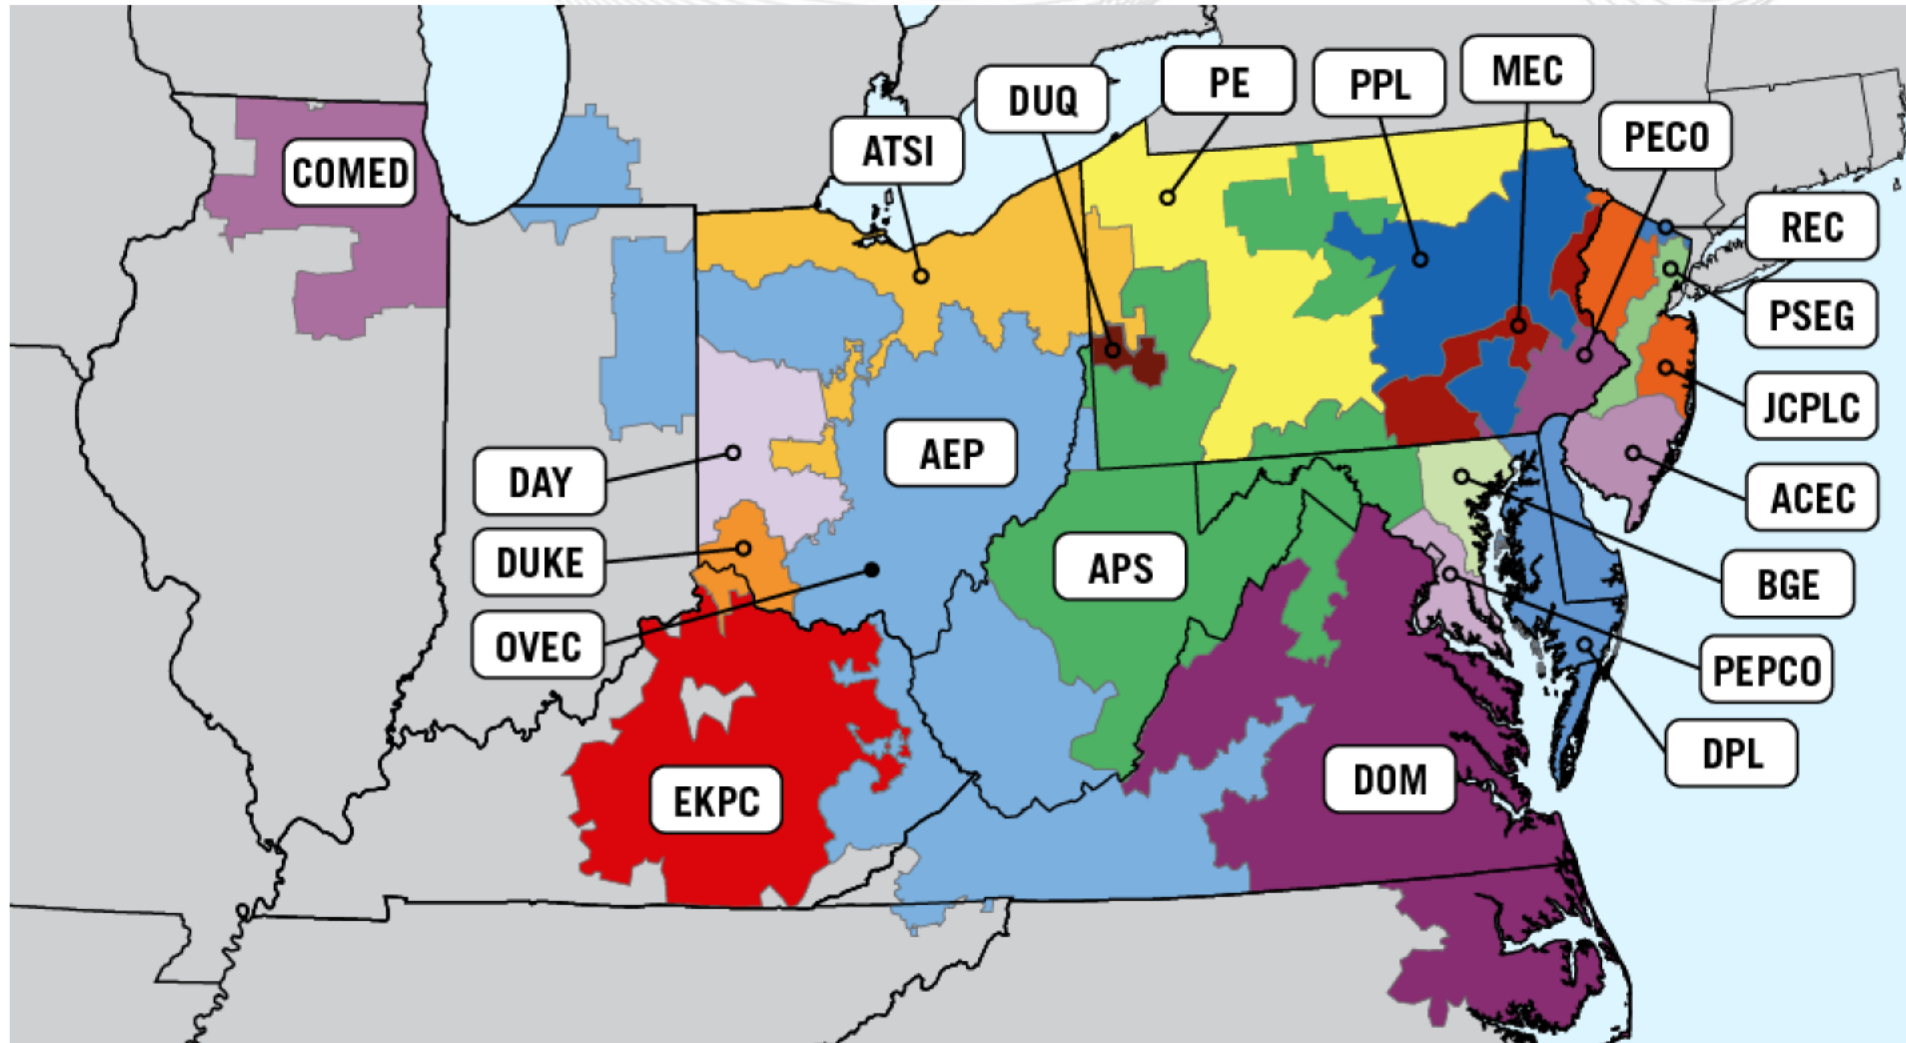 PE
PPL
MEC
DUQ
PECO
ATSI
COMED
REC
PSEG
JCPLC
AEP
DAY
ACEC
DUKE
APS
BGE
OVEC
PEPCO
DPL
DOM
EKPC